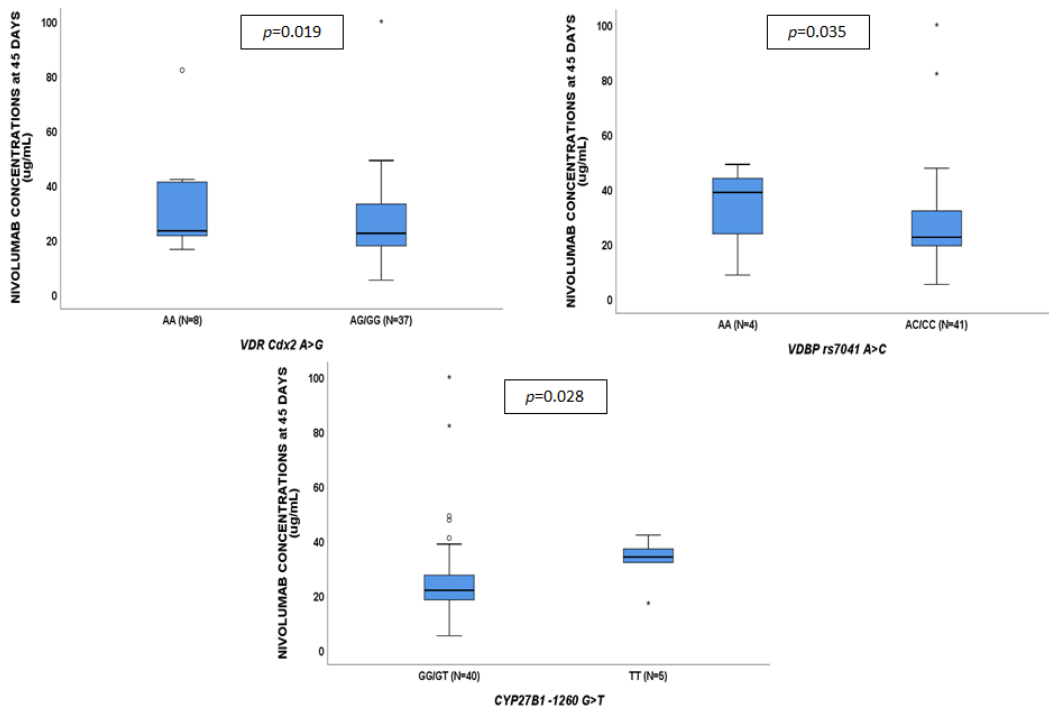 NIVOLUMAB CONCENTRATIONS at 45 DAYS
(ug/mL)
100
80
60
40
20
0
p=0.019
o
*
AA (N=8)
AG/GG (N=37)
VDR Cdx2 A>G
NIVOLUMAB CONCENTRATIONS at 45 DAYS
(ug/mL)
100
80
60
40
20
0
p=0.035
*
*
AA (N=4)
AC/CC (N=41)
VDBP rs7041 A>C
NIVOLUMAB CONCENTRATIONS at 45 DAYS
(ug/mL)
100
80
60
40
20
0
p=0.028
*
*
o
o
o
*
GG/GT (N=40)
TT (N=5)
CYP27B1 -1260 G>T